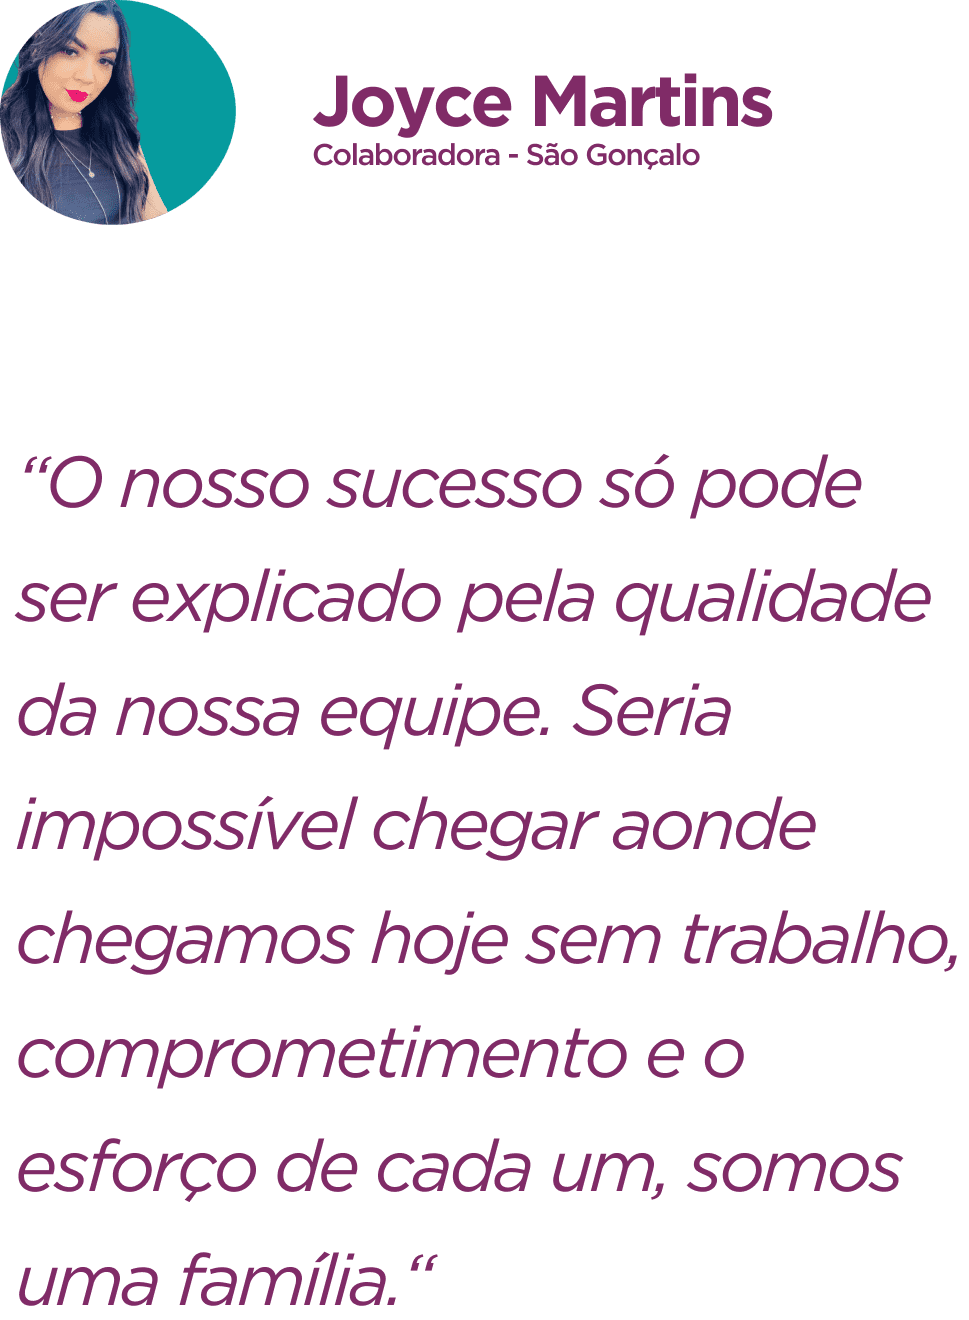 Joyce Martins
Colaboradora - São Gonçalo
“O nosso sucesso só pode
ser explicado pela qualidade
da nossa equipe. Seria
impossível chegar aonde
chegamos hoje sem trabalho,
comprometimento e o
esforço de cada um, somos
uma família.“